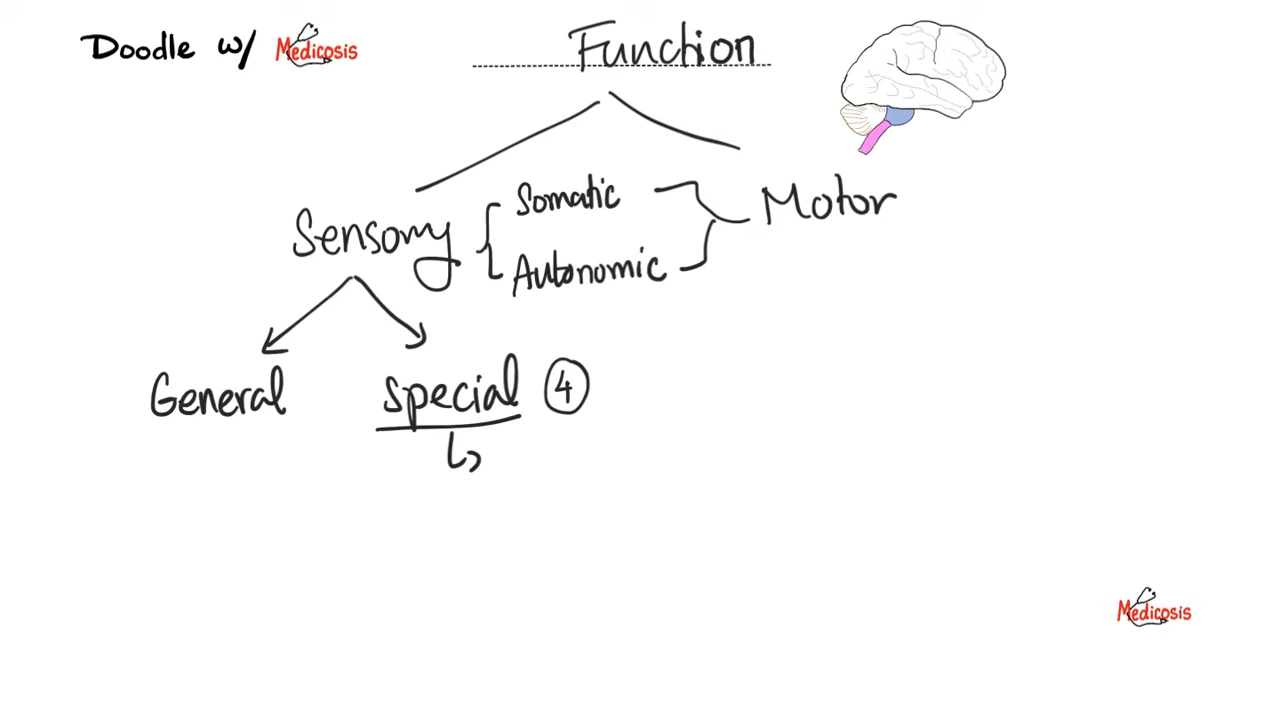 Doodle w/ Medicosis
Function
Somatic
Motor
Sensory
Autonomic
General
special 4
Medicosis